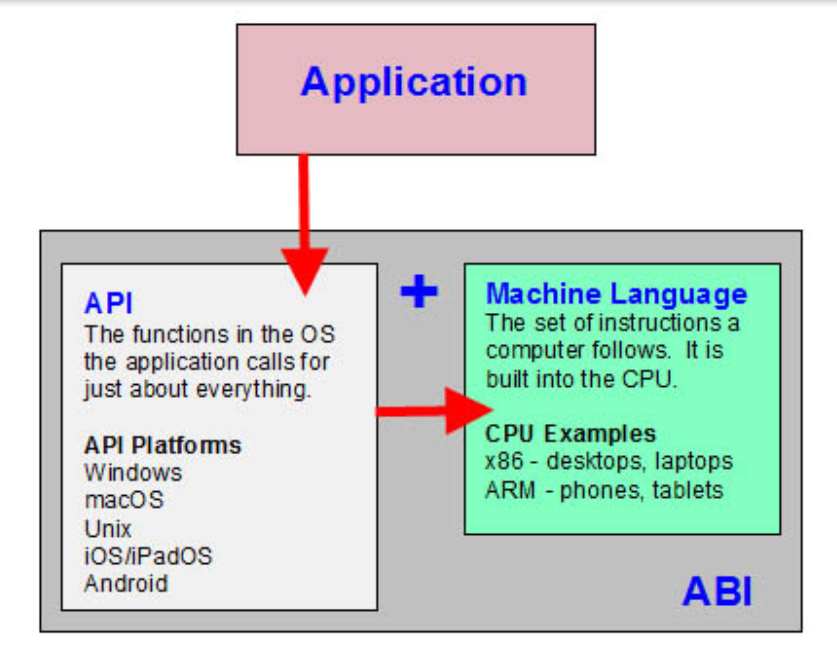 Application
API
The functions in the OS
the application calls for
just about everything.
API Platforms
Windows
macOS
Unix
iOS/iPadOS
Android
+
Machine Language
The set of instructions a
computer follows.  It is
built into the CPU.
CPU Examples
x86 - desktops, laptops
ARM - phones, tablets
ABI